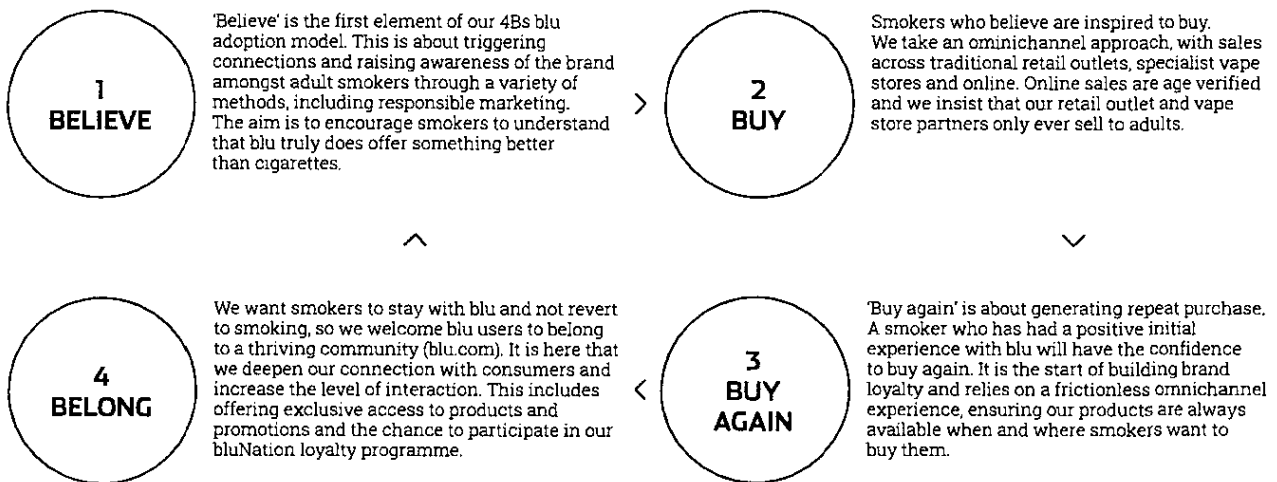 1
BELIEVE
'Believe' is the first element of our 4Bs blu
adoption model. This is about triggering
connections and raising awareness of the brand
amongst adult smokers through a variety of
methods, including responsible marketing.
The aim is to encourage smokers to understand
that blu truly does offer something better
than cigarettes.
>
2
BUY
Smokers who believe are inspired to buy.
We take an ominichannel approach, with sales
across traditional retail outlets, specialist vape
stores and online. Online sales are age verified
and we insist that our retail outlet and vape
store partners only ever sell to adults.
3
BUY
AGAIN
'Buy again' is about generating repeat purchase.
A smoker who has had a positive initial
experience with blu will have the confidence
to buy again. It is the start of building brand
loyalty and relies on a frictionless omnichannel
experience, ensuring our products are always
available when and where smokers want to
buy them.
<
4
BELONG
We want smokers to stay with blu and not revert
to smoking, so we welcome blu users to belong
to a thriving community (blu.com). It is here that
we deepen our connection with consumers and
increase the level of interaction. This includes
offering exclusive access to products and
promotions and the chance to participate in our
bluNation loyalty programme.